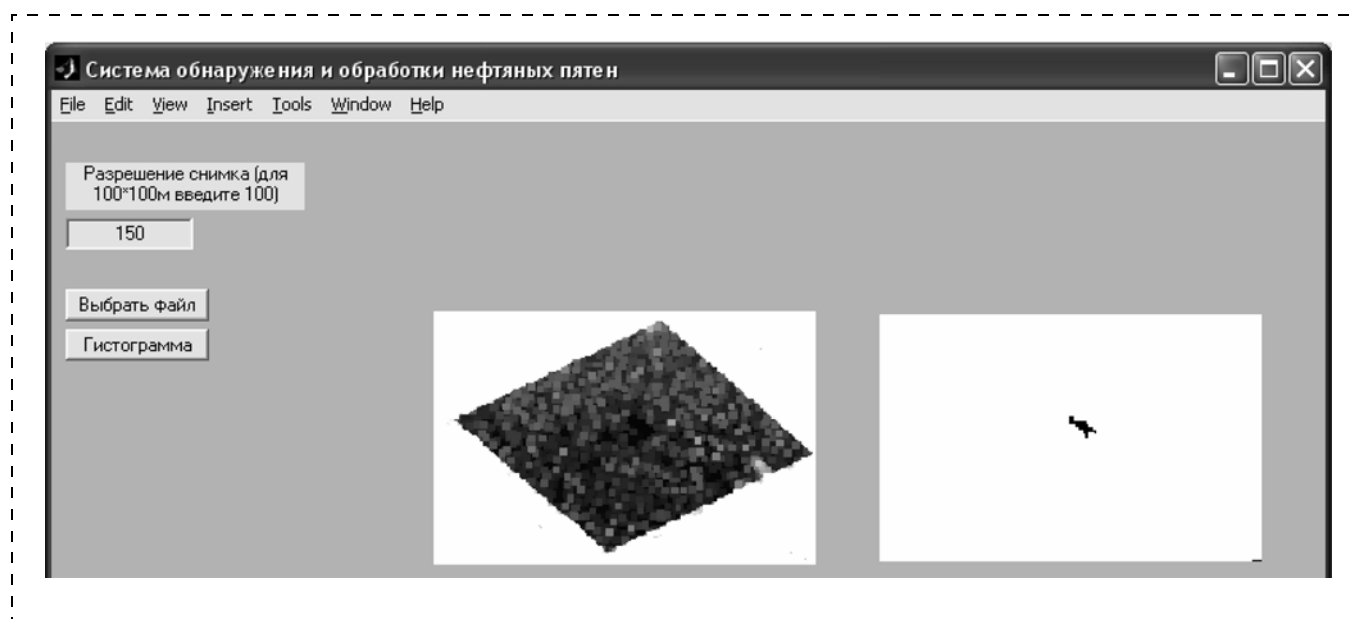 Система обнаружения и обработки нефтяных пятен
File Edit View Insert Tools Window Help
Разрешение снимка (для
100*100м введите 100)
150
Выбрать файл
Гистограмма